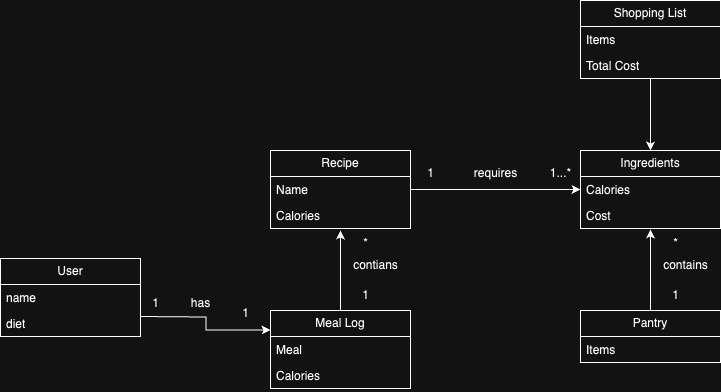 Shopping List
Items
Total Cost
Recipe
Name
Calories
1 requires 1...*
Ingredients
Calories
Cost
*
contians
1
*
contains
1
User
name
diet
1 has 1
Meal Log
Meal
Calories
Pantry
Items